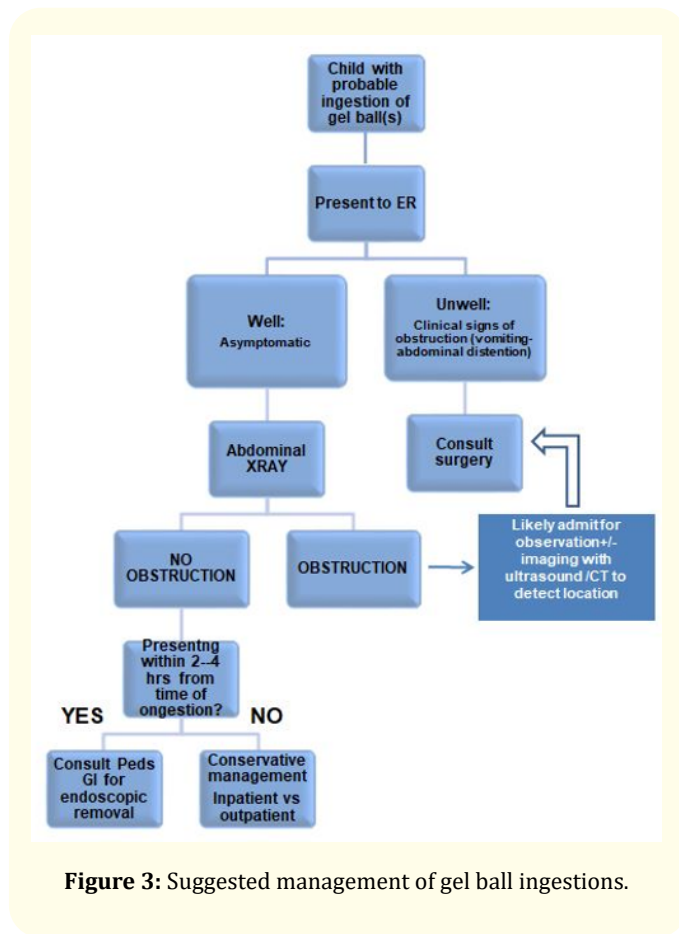 Child with
probable
ingestion of
gel ball(s)
Present to ER
Well:
Asymptomatic
Unwell:
Clinical signs of
obstruction (vomiting-
abdominal distention)
Abdominal
XRAY
Consult
surgery
NO
OBSTRUCTION
OBSTRUCTION
Likely admit for
observation+/-
imaging with
ultrasound /CT to
detect location
Presentng
within 2--4
hrs from
time of
ongestion?
YES
NO
Consult Peds
GI for
endoscopic
removal
Conservative
management
Inpatient vs
outpatient
Figure 3: Suggested management of gel ball ingestions.